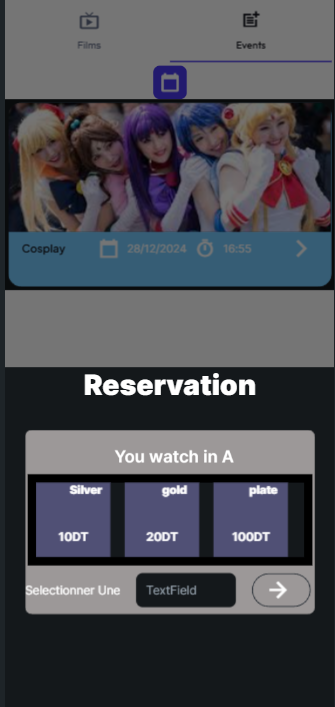 Films
Events
Cosplay 28/12/2024 16:55
Reservation
You watch in A
Silver gold plate
10DT 20DT 100DT
Selectionner Une TextField